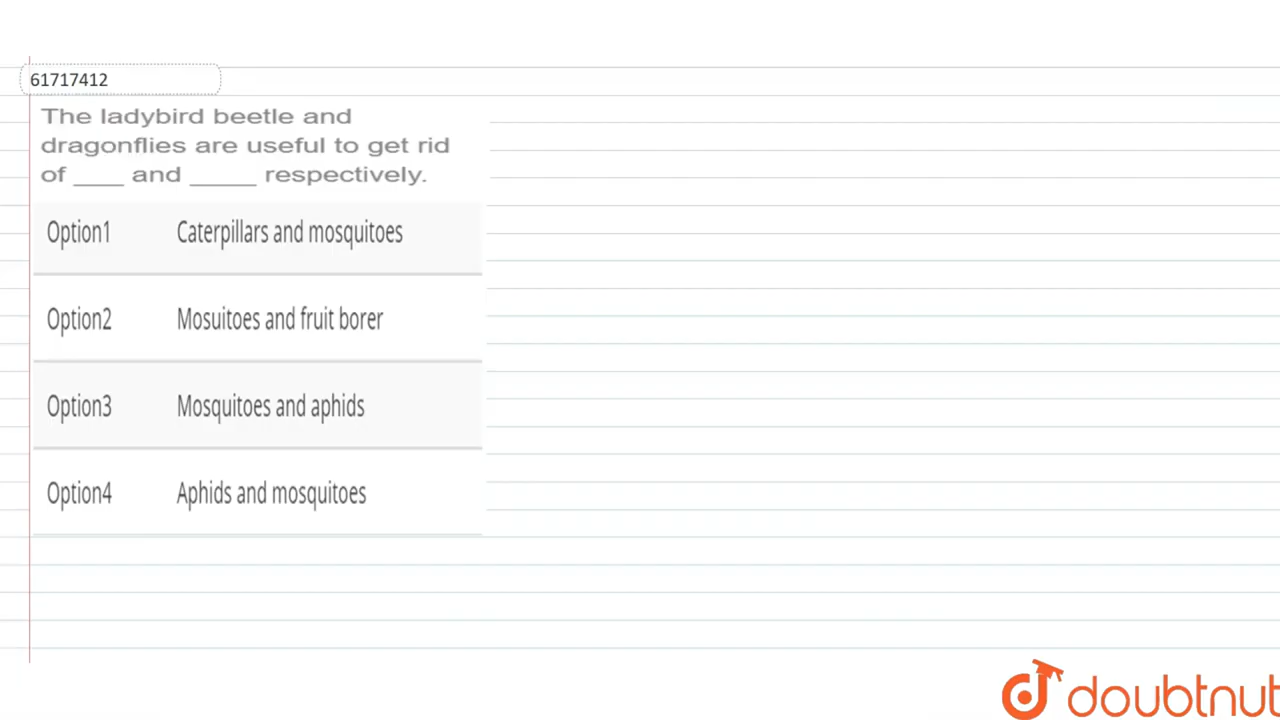 61717412
The ladybird beetle and
dragonflies are useful to get rid
of ____ and _____ respectively.
Option1 Caterpillars and mosquitoes
Option2 Mosuitoes and fruit borer
Option3 Mosquitoes and aphids
Option4 Aphids and mosquitoes
doubtnut